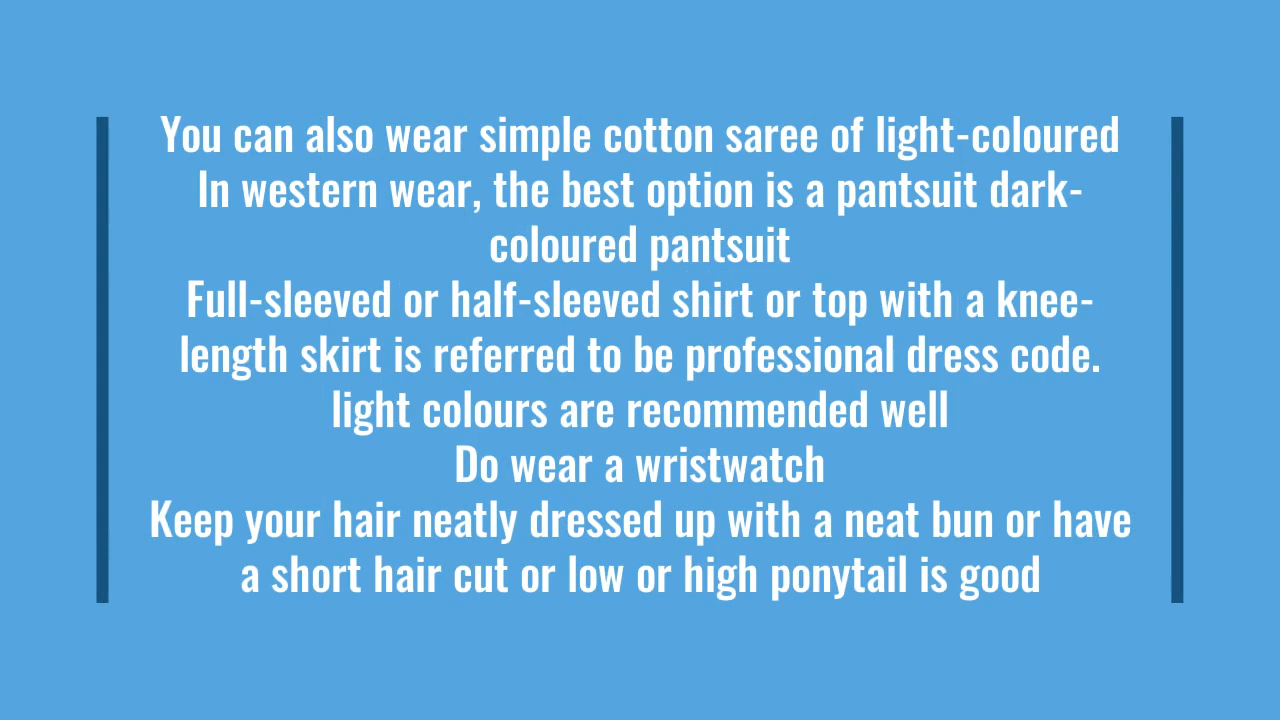 You can also wear simple cotton saree of light-coloured
In western wear, the best option is a pantsuit dark-
coloured pantsuit
Full-sleeved or half-sleeved shirt or top with a knee-
length skirt is referred to be professional dress code.
light colours are recommended well
Do wear a wristwatch
Keep your hair neatly dressed up with a neat bun or have
a short hair cut or low or high ponytail is good